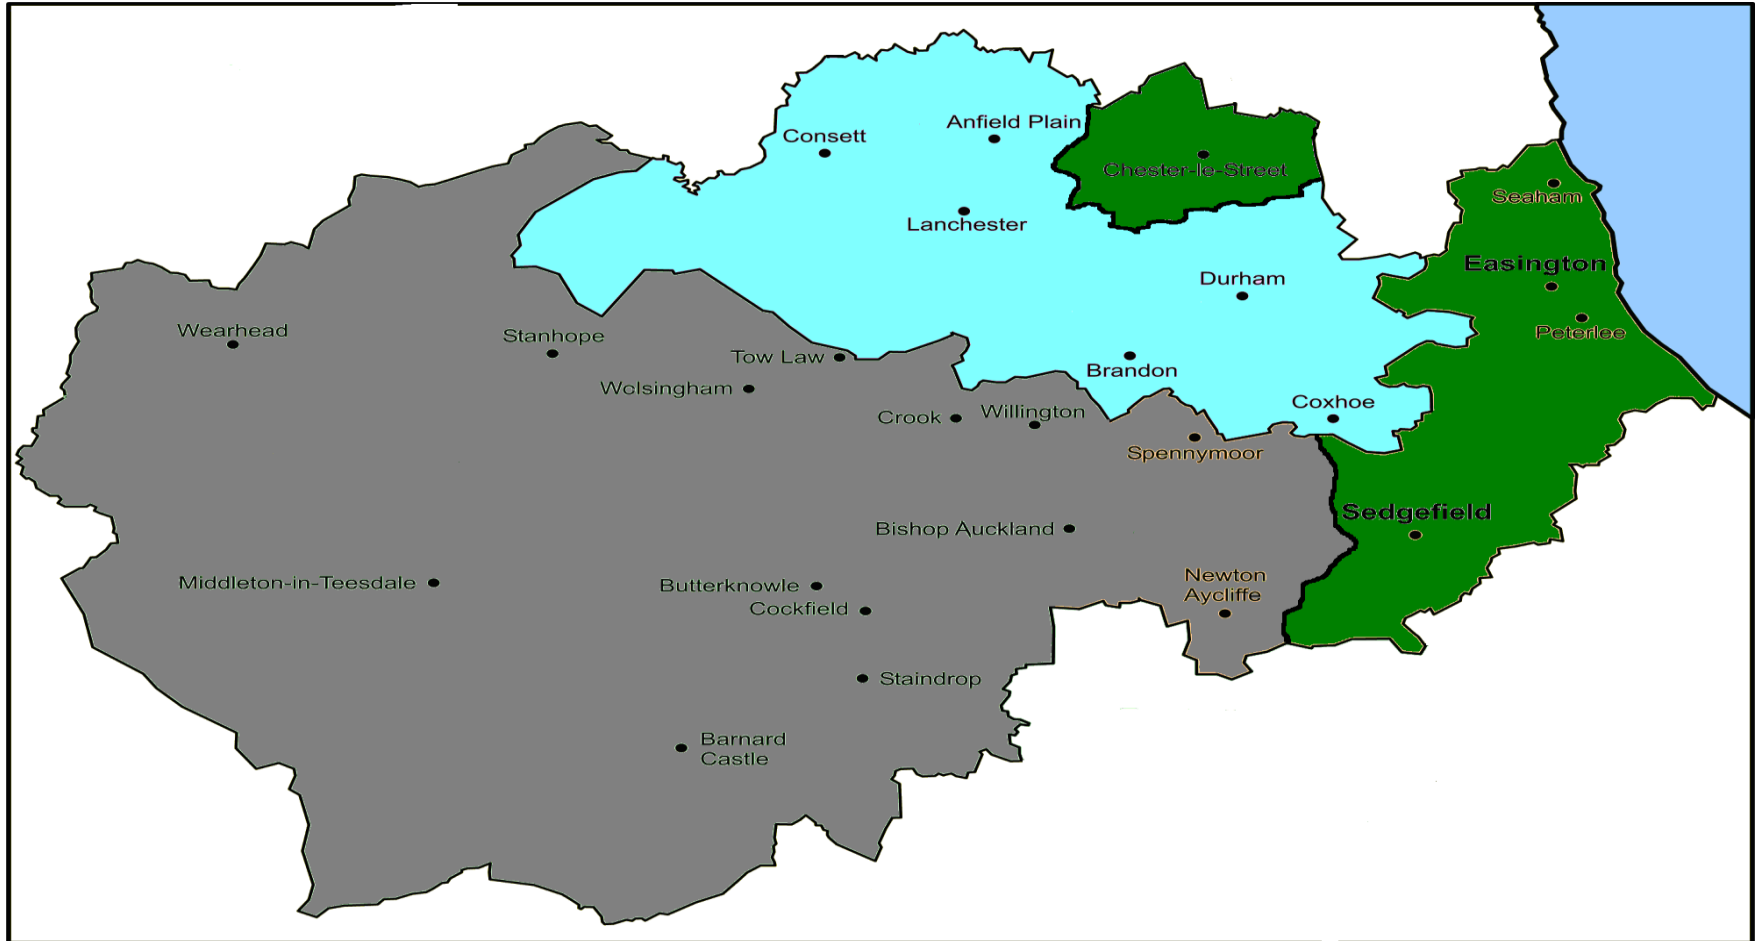 Anfield Plain
Consett
Chester-le-Street
Seaham
Lanchester
Easington
Durham
Wearhead
Stanhope
Peterlee
Tow Law
Brandon
Wolsingham
Coxhoe
Crook
Willington
Spennymoor
Sedgefield
Bishop Auckland
Newton
Aycliffe
Middleton-in-Teesdale
Butterknowle
Cockfield
Staindrop
Barnard
Castle